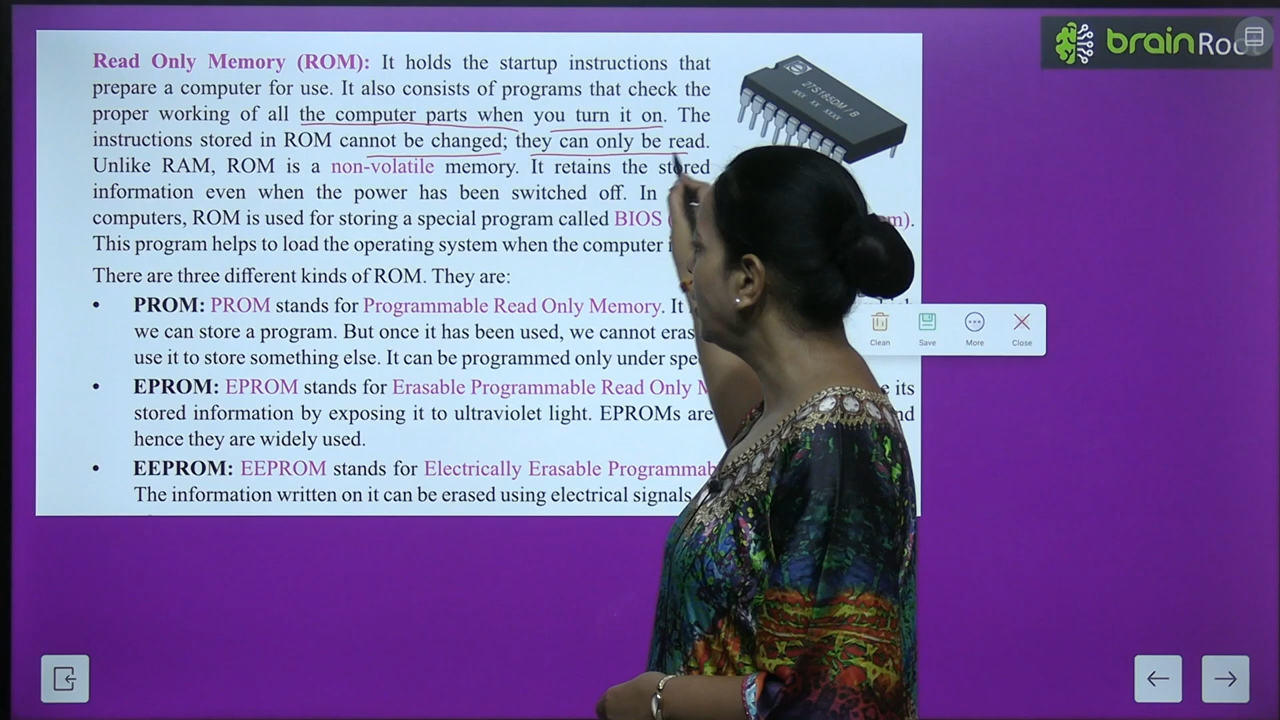 brainRoo
Read Only Memory (ROM): It holds the startup instructions that
prepare a computer for use. It also consists of programs that check the
proper working of all the computer parts when you turn it on. The
instructions stored in ROM cannot be changed; they can only be read.
Unlike RAM, ROM is a non-volatile memory. It retains the stored
information even when the power has been switched off. In
computers, ROM is used for storing a special program called BIOS
This program helps to load the operating system when the computer
There are three different kinds of ROM. They are:
• PROM: PROM stands for Programmable Read Only Memory. It
we can store a program. But once it has been used, we cannot
use it to store something else. It can be programmed only under
• EPROM: EPROM stands for Erasable Programmable Read Only its
stored information by exposing it to ultraviolet light. EPROMs are
hence they are widely used.
• EEPROM: EEPROM stands for Electrically Erasable
The information written on it can be erased using electrical signals
27S185DM / B
XXX XX XXXX
Clean Save More Close